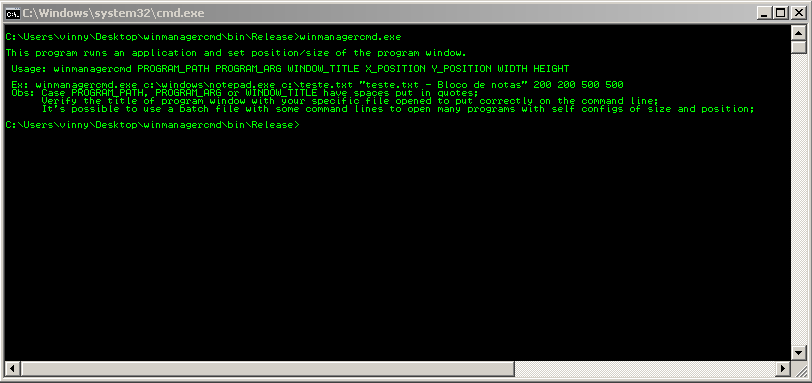 C:\Windows\system32\cmd.exe
C:\Users\vinny\Desktop\winmanagercmd\bin\Release>winmanagercmd.exe
This program runs an application and set position/size of the program window.
Usage: winmanagercmd PROGRAM_PATH PROGRAM_ARG WINDOW_TITLE X_POSITION Y_POSITION WIDTH HEIGHT
Ex: winmanagercmd.exe c:\windows\notepad.exe c:\teste.txt "teste.txt - Bloco de notas" 200 200 500 500
Obs: Case PROGRAM_PATH, PROGRAM_ARG or WINDOW_TITLE have spaces put in quotes;
Verify the title of program window with your specific file opened to put correctly on the command line;
It's possible to use a batch file with some command lines to open many programs with self configs of size and position;
C:\Users\vinny\Desktop\winmanagercmd\bin\Release>